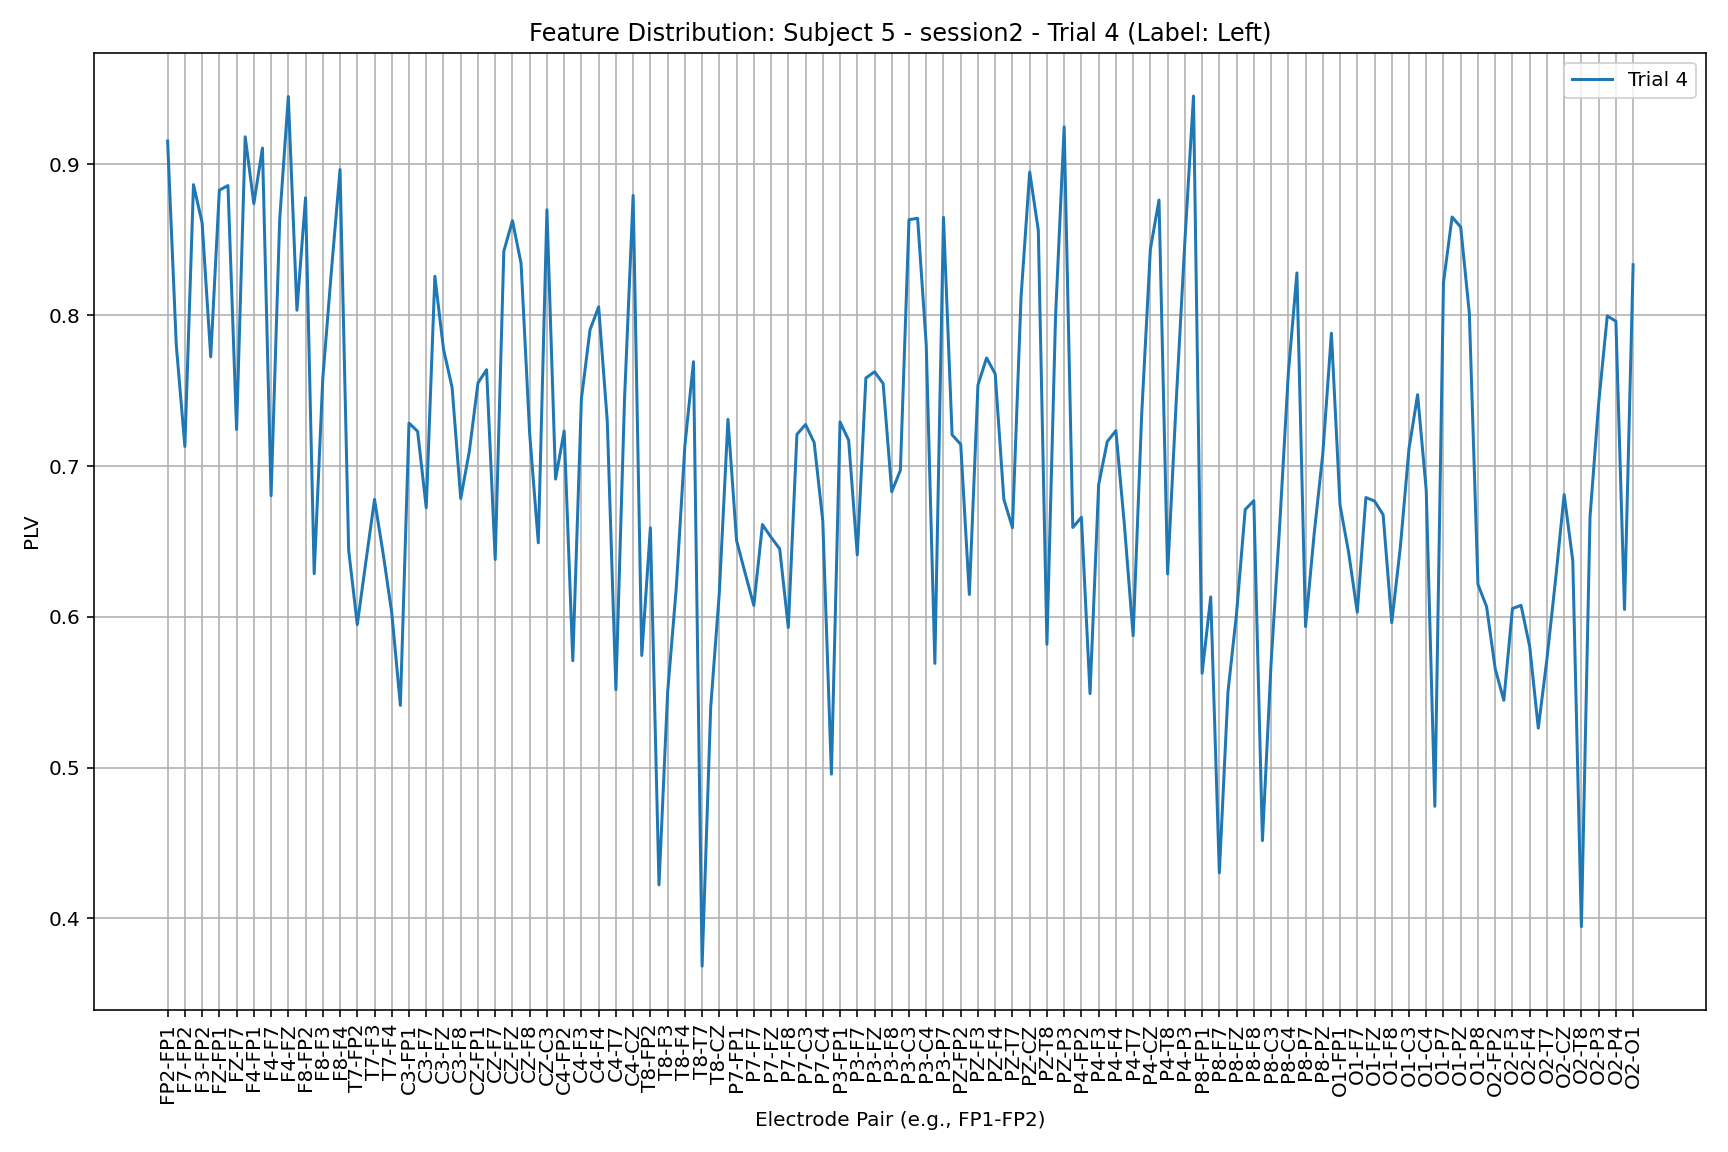 Feature Distribution: Subject 5 - session2 - Trial 4 (Label: Left)
Trial 4
PLV
0.9
0.8
0.7
0.6
0.5
0.4
FP2-FP1
F7-FP2
F3-FP2
FZ-FP1
FZ-F7
F4-FP1
F4-F7
F4-FZ
F8-FP2
F8-F3
F8-F4
T7-FP2
T7-F3
T7-F4
C3-FP1
C3-F7
C3-FZ
C3-F8
CZ-FP1
CZ-F7
CZ-FZ
CZ-F8
CZ-C3
C4-FP2
C4-F3
C4-F4
C4-T7
C4-CZ
T8-FP2
T8-F3
T8-F4
T8-T7
T8-CZ
P7-FP1
P7-F7
P7-FZ
P7-F8
P7-C3
P7-C4
P3-FP1
P3-F7
P3-FZ
P3-F8
P3-C3
P3-C4
P3-P7
PZ-FP2
PZ-F3
PZ-F4
PZ-T7
PZ-CZ
PZ-T8
PZ-P3
P4-FP2
P4-F3
P4-F4
P4-T7
P4-CZ
P4-T8
P4-P3
P8-FP1
P8-F7
P8-FZ
P8-F8
P8-C3
P8-C4
P8-P7
P8-PZ
O1-FP1
O1-F7
O1-FZ
O1-F8
O1-C3
O1-C4
O1-P7
O1-PZ
O1-P8
O2-FP2
O2-F3
O2-F4
O2-T7
O2-CZ
O2-T8
O2-P3
O2-P4
O2-O1
Electrode Pair (e.g., FP1-FP2)